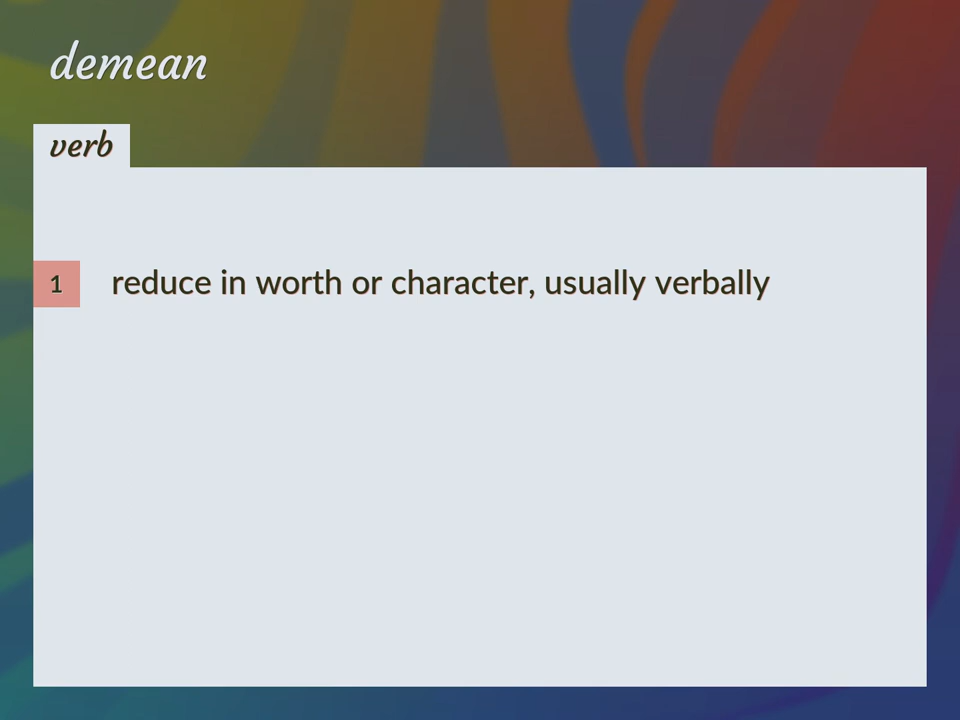 demean
verb
1 reduce in worth or character, usually verbally